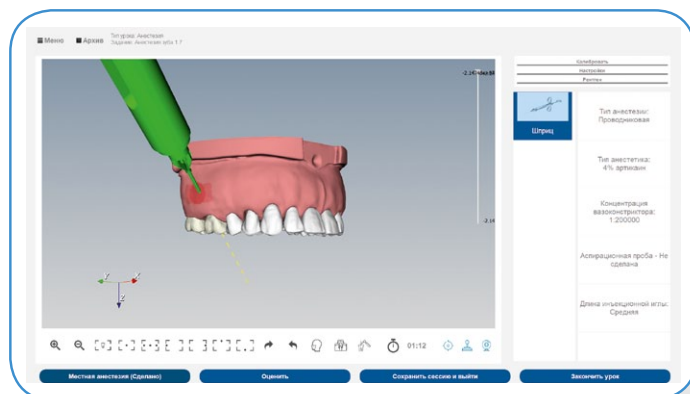 Меню
Архив
Тип урока: Анестезия
Задание: Анестезия зуба 1.7
Калибровать
Настройки
Рентген
Шприц
Тип анестезии:
Проводниковая
Тип анестетика:
4% артикаин
Концентрация
вазоконстриктора:
1:200000
Аспирационная проба - Не
сделана
Длина инъекционной иглы:
Средняя
01:12
Местная анестезия (Сделано)
Оценить
Сохранить сессию и выйти
Закончить урок